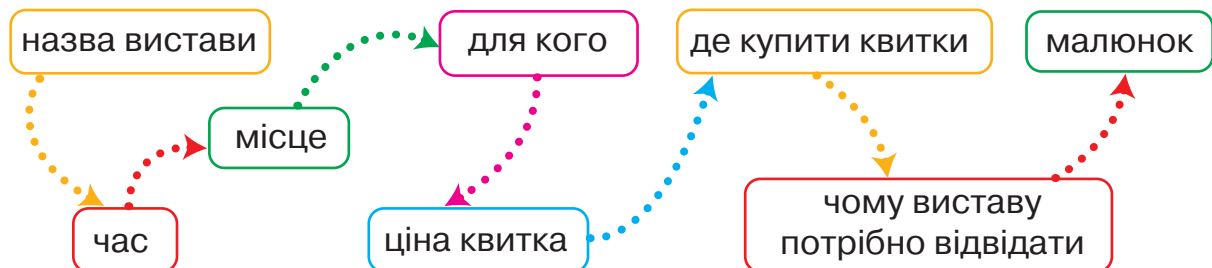 назва вистави
час
місце
для кого
ціна квитка
де купити квитки
чому виставу
потрібно відвідати
малюнок